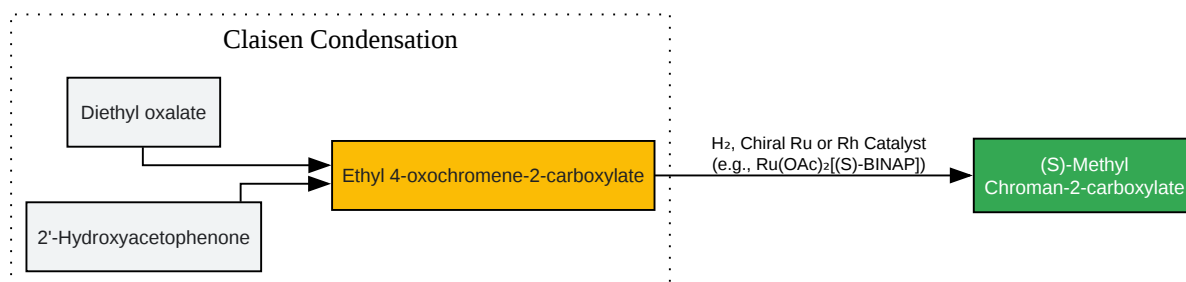 Claisen Condensation
Diethyl oxalate
2'-Hydroxyacetophenone
Ethyl 4-oxochromene-2-carboxylate
H₂, Chiral Ru or Rh Catalyst
(e.g., Ru(OAc)₂[(S)-BINAP])
(S)-Methyl
Chroman-2-carboxylate